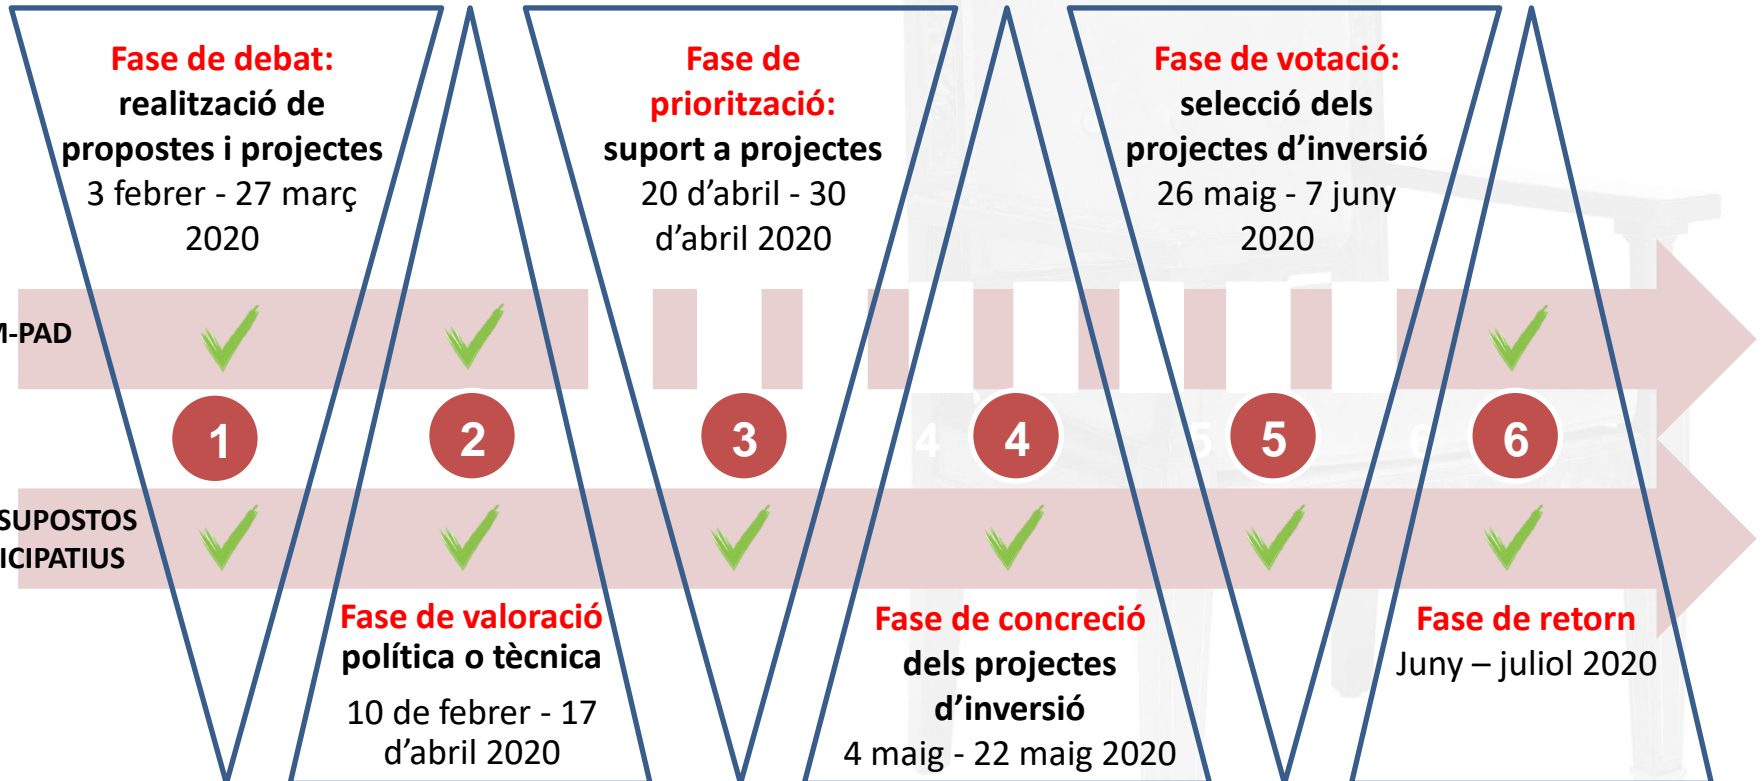 Fase de debat:
realització de
propostes i projectes
3 febrer - 27 març
2020
Fase de
priorització:
suport a projectes
20 d’abril - 30
d’abril 2020
Fase de votació:
selecció dels
projectes d’inversió
26 maig - 7 juny
2020
M-PAD
1
2
3
4
4
5
5
6
6
SUPOSTOS
ICIPATIUS
Fase de valoració
política o tècnica
10 de febrer - 17
d’abril 2020
Fase de concreció
dels projectes
d’inversió
4 maig - 22 maig 2020
Fase de retorn
Juny – juliol 2020